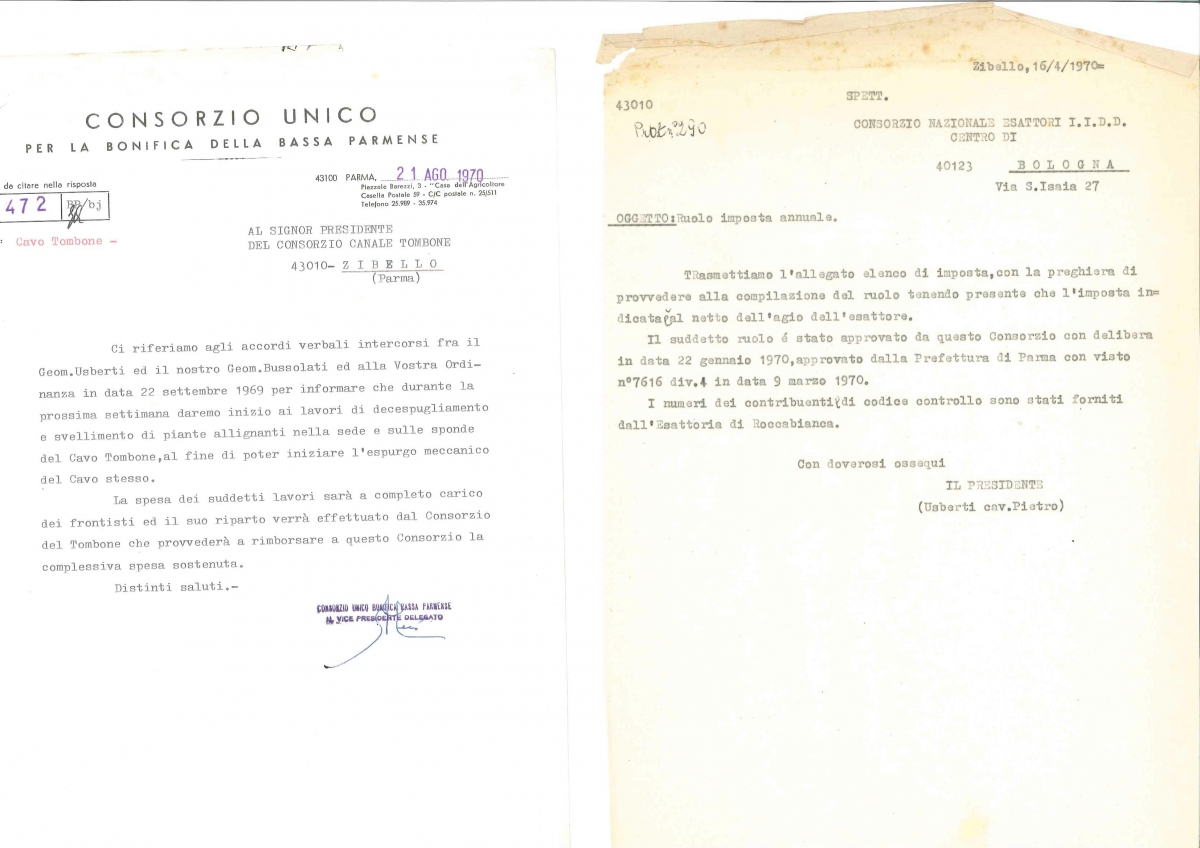 CONSORZIO UNICO
PER LA BONIFICA DELLA BASSA PARMENSE
43100 PARMA, 21 AGO 1970
Piazzale Barezzi, 3 - "Casa dell'Agricoltore
Casella Postale 59 - C/C postale n. 25/511
Telefono 25.989 - 35.974
da citare nella risposta
472 /bj
: Cavo Tombone -
AL SIGNOR PRESIDENTE
DEL CONSORZIO CANALE TOMBONE
43010- ZIBELLO
(Parma)
Ci riferiamo agli accordi verbali intercorsi fra il
Geom.Usberti ed il nostro Geom.Bussolati ed alla Vostra Ordi-
nanza in data 22 settembre 1969 per informare che durante la
prossima settimana daremo inizio ai lavori di decespugliamento
e svellimento di piante allignanti nella sede e sulle sponde
del Cavo Tombone,al fine di poter iniziare l'espurgo meccanico
del Cavo stesso.
La spesa dei suddetti lavori sarà a completo carico
dei frontisti ed il suo riparto verrà effettuato dal Consorzio
del Tombone che provvederà a rimborsare a questo Consorzio la
complessiva spesa sostenuta.
Distinti saluti.-
CONSORZIO UNICO BONIFICA BASSA PARMENSE
IL VICE PRESIDENTE DELEGATO
Zibello,16/4/1970=
SPETT.
43010
Prot n° 290
CONSORZIO NAZIONALE ESATTORI I.I.D.D.
CENTRO DI
40123 BOLOGNA
Via S.Isaia 27
OGGETTO:Ruolo imposta annuale.
TRasmettiamo l'allegato elenco di imposta,con la preghiera di
provvedere alla compilazione del ruolo tenendo presente che l'imposta in=
dicata è al netto dell'agio dell'esattore.
Il suddetto ruolo é stato approvato da questo Consorzio con delibera
in data 22 gennaio 1970,approvato dalla Prefettura di Parma con visto
n°7616 div.4 in data 9 marzo 1970.
I numeri dei contribuenti di codice controllo sono stati forniti
dall'Esattoria di Roccabianca.
Con doverosi ossequi
IL PRESIDENTE
(Usberti cav.Pietro)